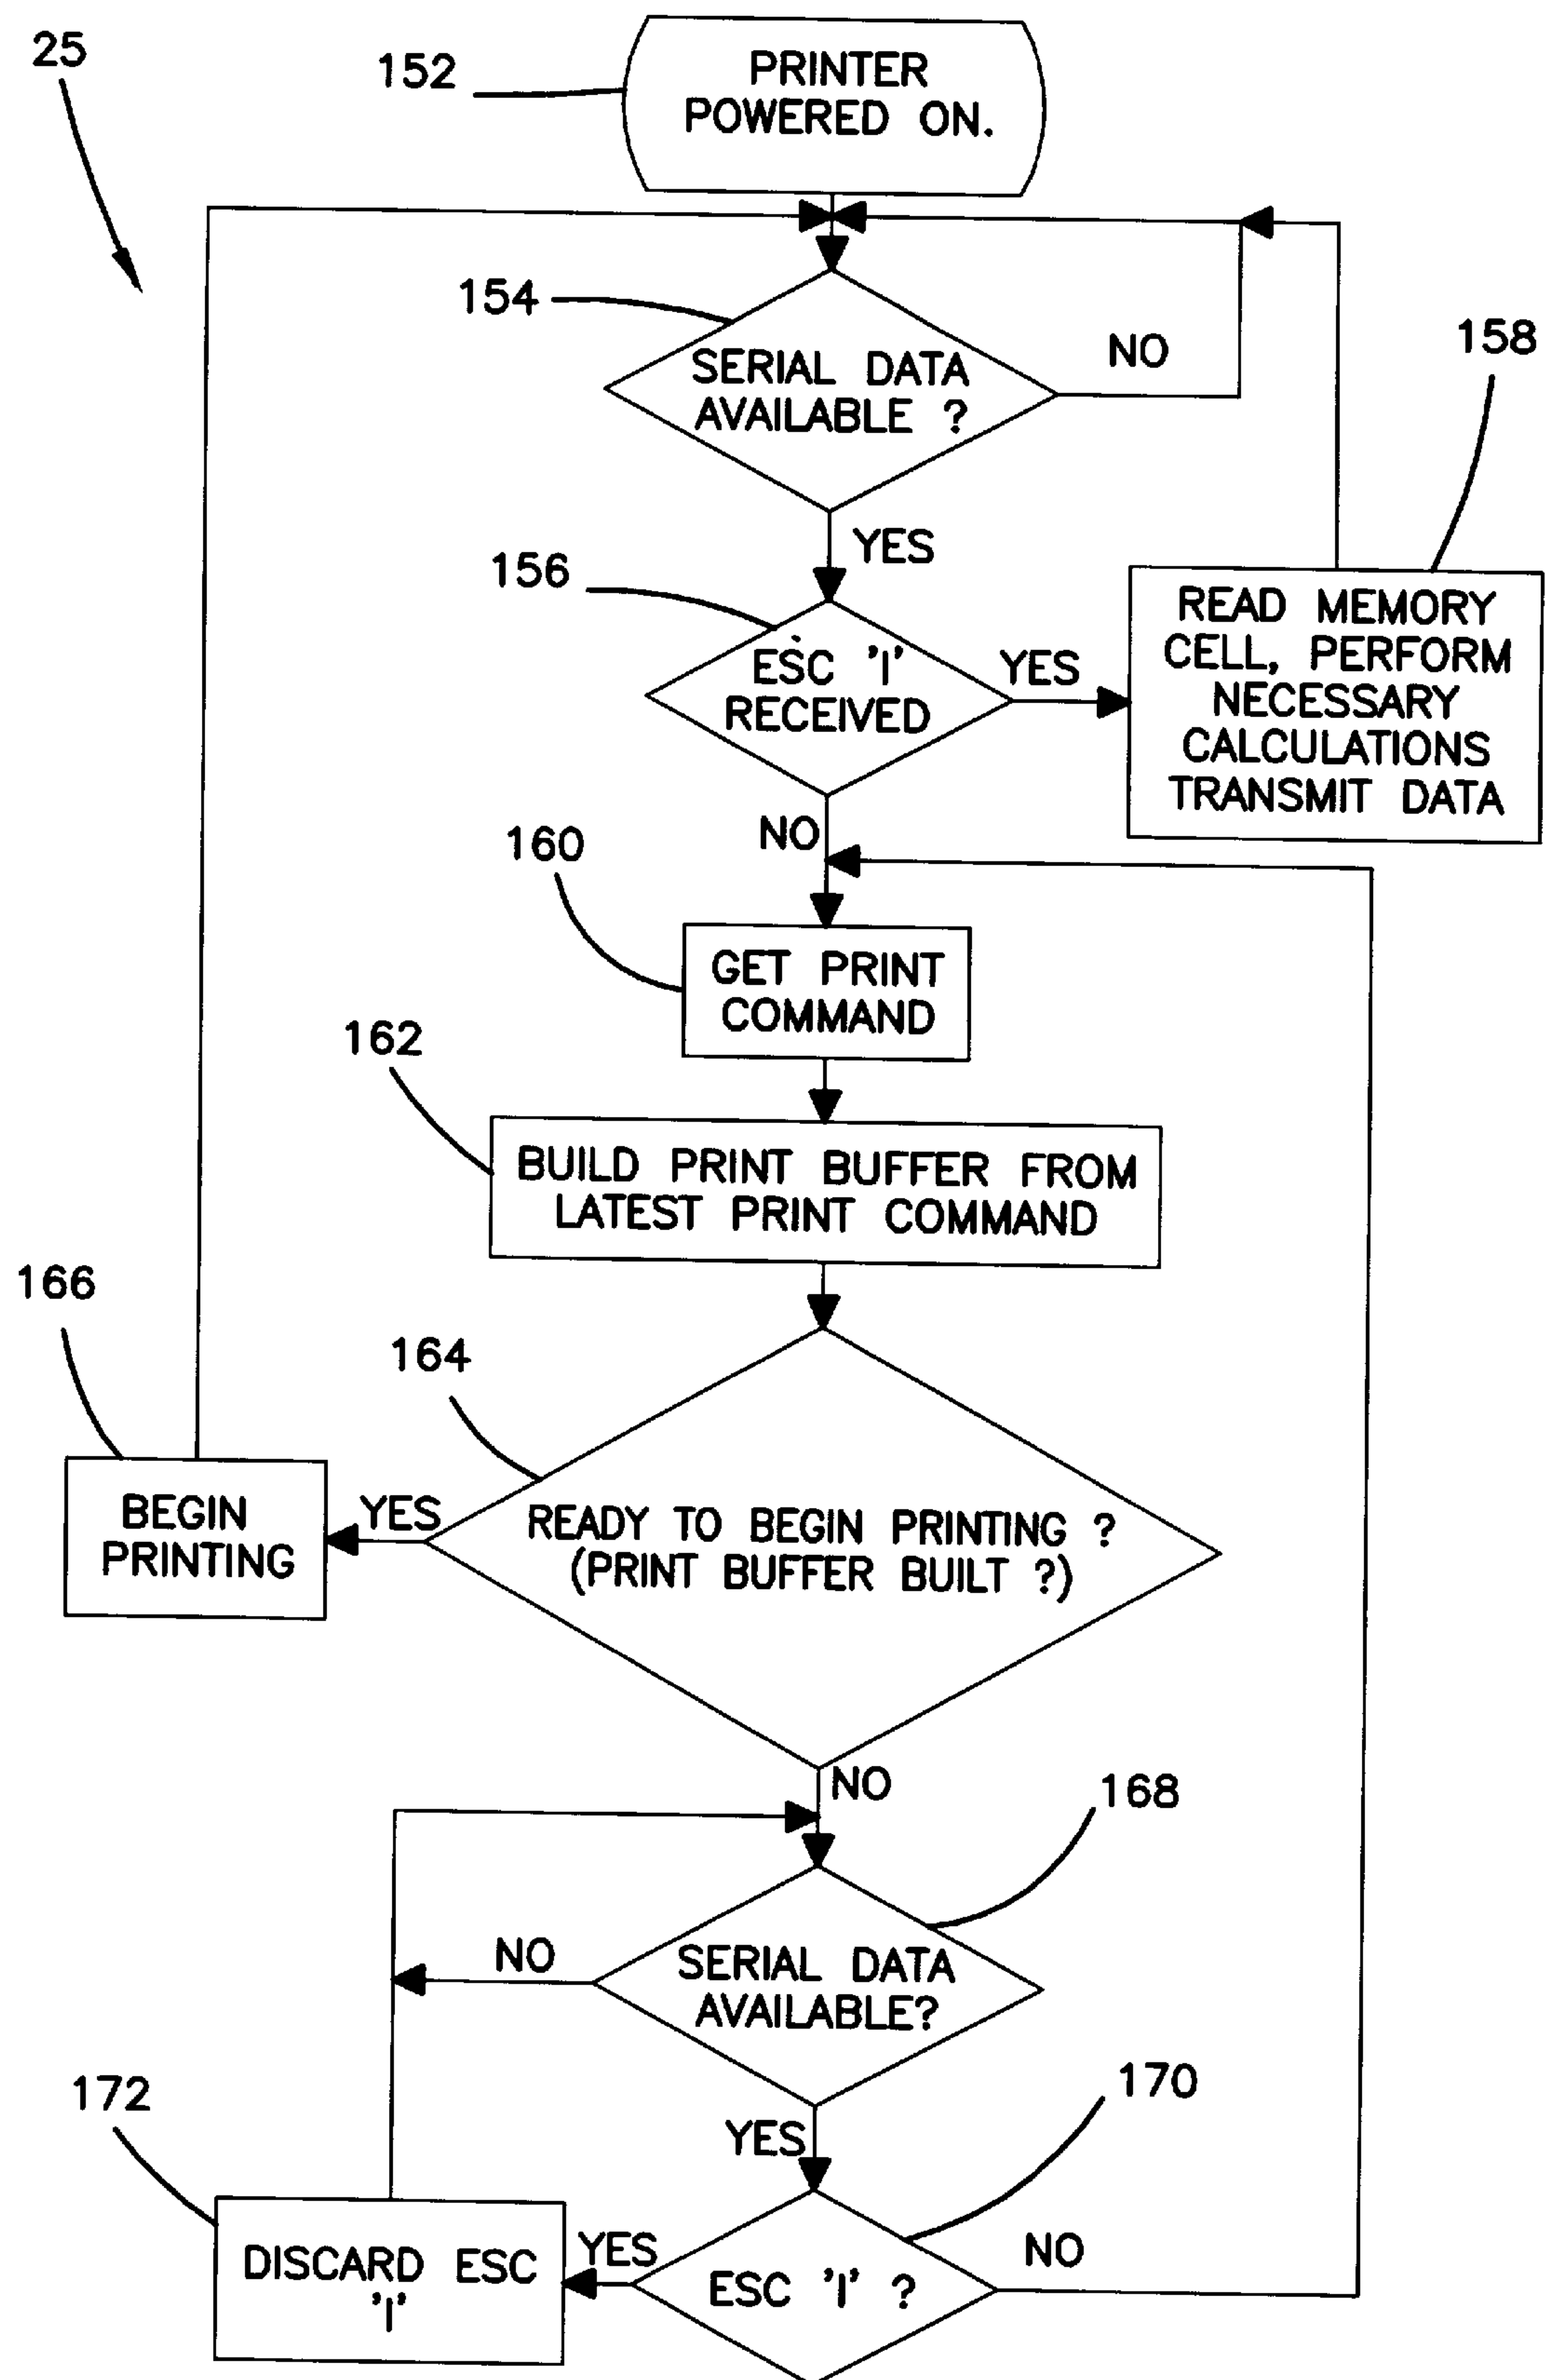 25
152
PRINTER
POWERED ON.
154
SERIAL DATA
AVAILABLE ?
NO
158
YES
156
ESC 'I'
RECEIVED
YES
READ MEMORY
CELL, PERFORM
NECESSARY
CALCULATIONS
TRANSMIT DATA
NO
160
GET PRINT
COMMAND
162
BUILD PRINT BUFFER FROM
LATEST PRINT COMMAND
166
164
BEGIN
PRINTING
YES
READY TO BEGIN PRINTING ?
(PRINT BUFFER BUILT ?)
NO
168
NO
SERIAL DATA
AVAILABLE?
172
170
YES
DISCARD ESC
'I'
YES
ESC 'I' ?
NO